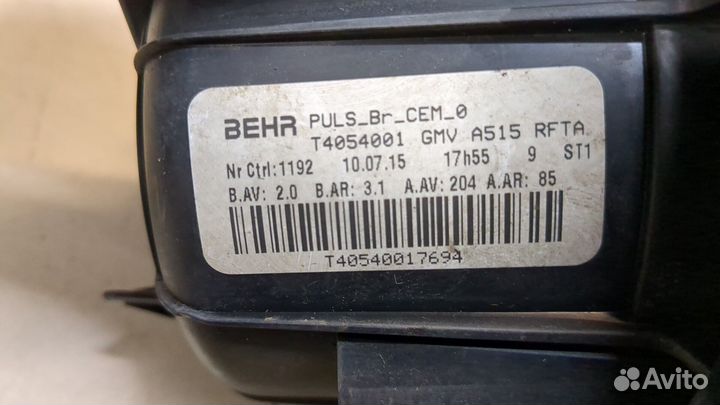 BEHR PULS_Br_CEM_0
T4054001 GMV A515 RFTA
Nr Ctrl:1192 10.07.15 17h55 9 ST1
B.AV: 2.0 B.AR: 3.1 A.AV: 204 A.AR: 85
T40540017694
Avito